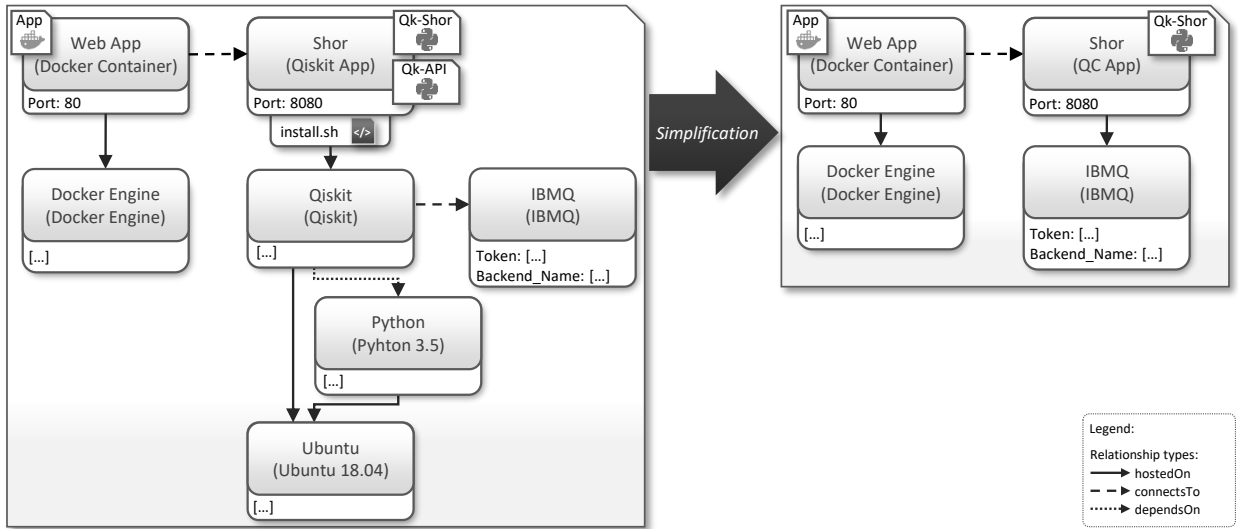 App
Web App
(Docker Container)
Port: 80
Shor
(Qiskit App)
Port: 8080
Qk-Shor
Qk-API
install.sh
</>
Docker Engine
(Docker Engine)
[...]
Qiskit
(Qiskit)
[...]
IBMQ
(IBMQ)
Token: [...]
Backend_Name: [...]
Python
(Pyhton 3.5)
[...]
Ubuntu
(Ubuntu 18.04)
[...]
Simplification
App
Web App
(Docker Container)
Port: 80
Shor
(QC App)
Port: 8080
Qk-Shor
Docker Engine
(Docker Engine)
[...]
IBMQ
(IBMQ)
Token: [...]
Backend_Name: [...]
Legend:
Relationship types:
hostedOn
connectsTo
dependsOn